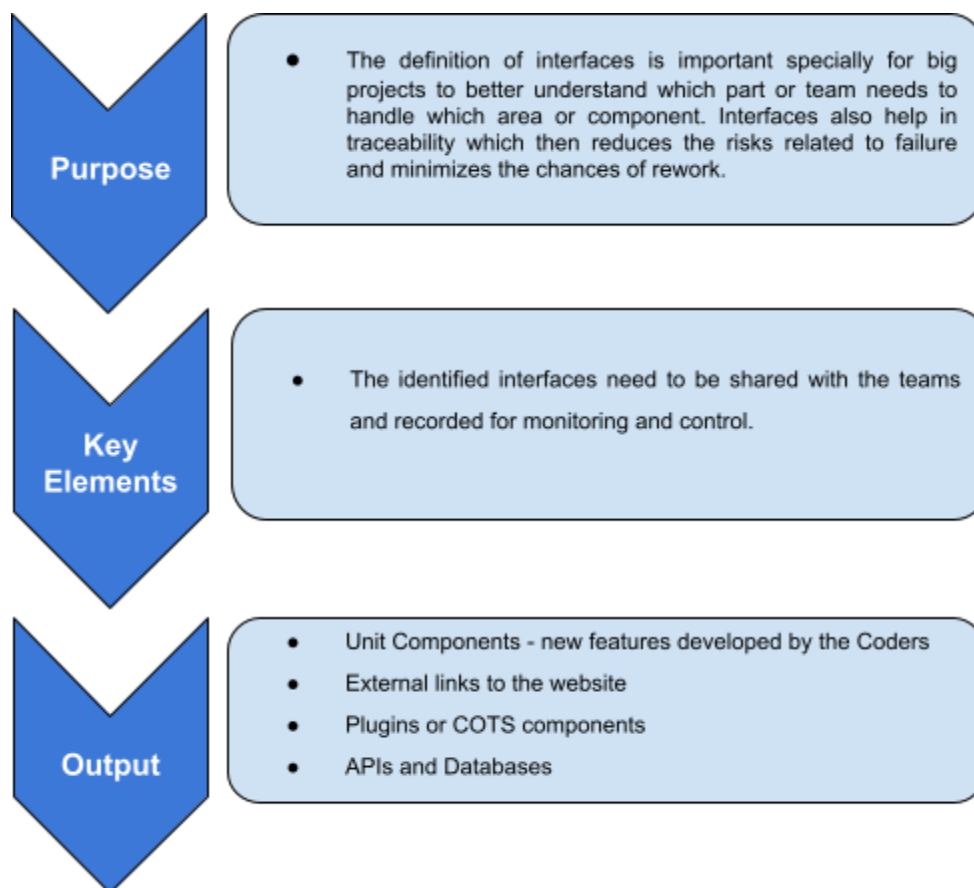 Purpose
● The definition of interfaces is important specially for big
projects to better understand which part or team needs to
handle which area or component. Interfaces also help in
traceability which then reduces the risks related to failure
and minimizes the chances of rework.
Key
Elements
● The identified interfaces need to be shared with the teams
and recorded for monitoring and control.
Output
● Unit Components - new features developed by the Coders
● External links to the website
● Plugins or COTS components
● APIs and Databases